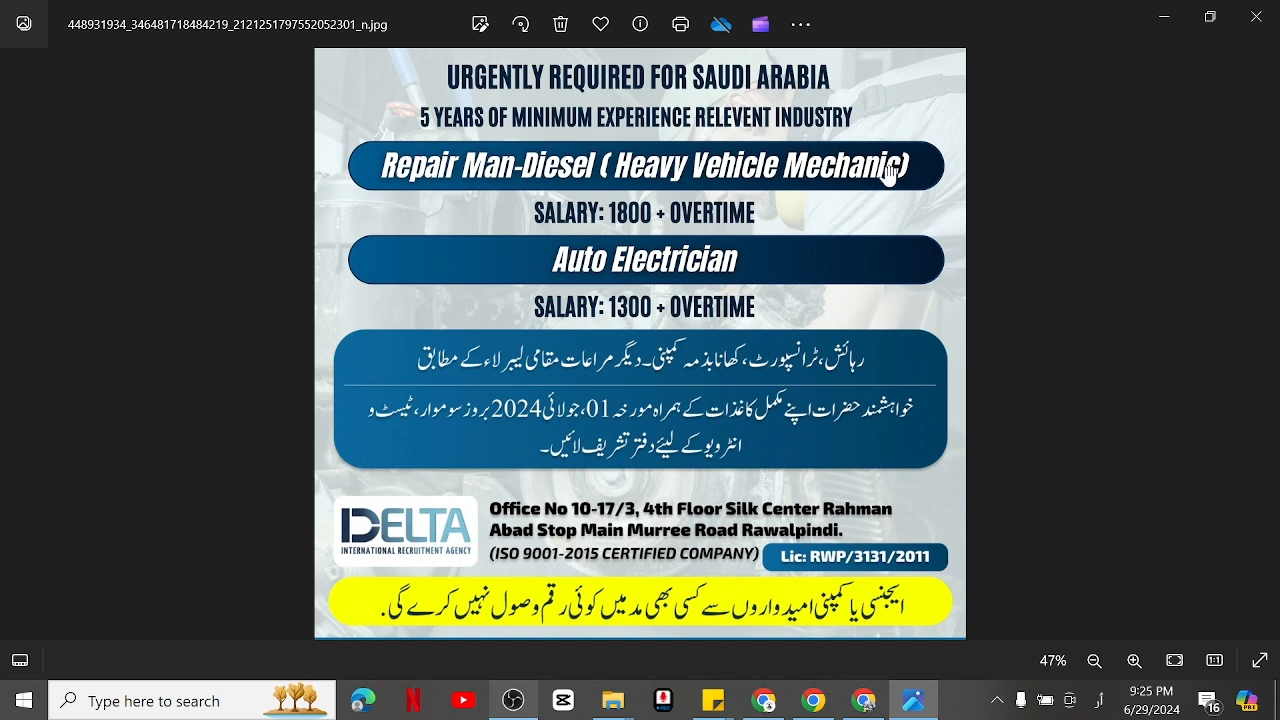 44893934_346481718484219_2121251797552052301_n.jpg
URGENTLY REQUIRED FOR SAUDI ARABIA
5 YEARS OF MINIMUM EXPERIENCE RELEVENT INDUSTRY
Repair Man-Diesel ( Heavy Vehicle Mechanic)
SALARY: 1800 + OVERTIME
Auto Electrician
SALARY: 1300 + OVERTIME
رہائش، ٹرانسپورٹ، کھانا بذمہ کمپنی۔ دیگر مراعات مقامی لیبر لاء کے مطابق
خواہشمند حضرات اپنے مکمل کاغذات کے ہمراہ مورخہ 01، جولائی 2024 بروز سوموار، ٹیسٹ و
انٹرویو کے لیئے دفتر تشریف لائیں۔
DELTA
INTERNATIONAL RECRUITMENT AGENCY
Office No 10-17/3, 4th Floor Silk Center Rahman
Abad Stop Main Murree Road Rawalpindi.
(ISO 9001-2015 CERTIFIED COMPANY)
Lic: RWP/3131/2011
ایجنسی یا کمپنی امیدواروں سے کسی بھی مد میں کوئی رقم وصول نہیں کرے گی.
47%
Type here to search
9:25 PM
6/29/2024
16